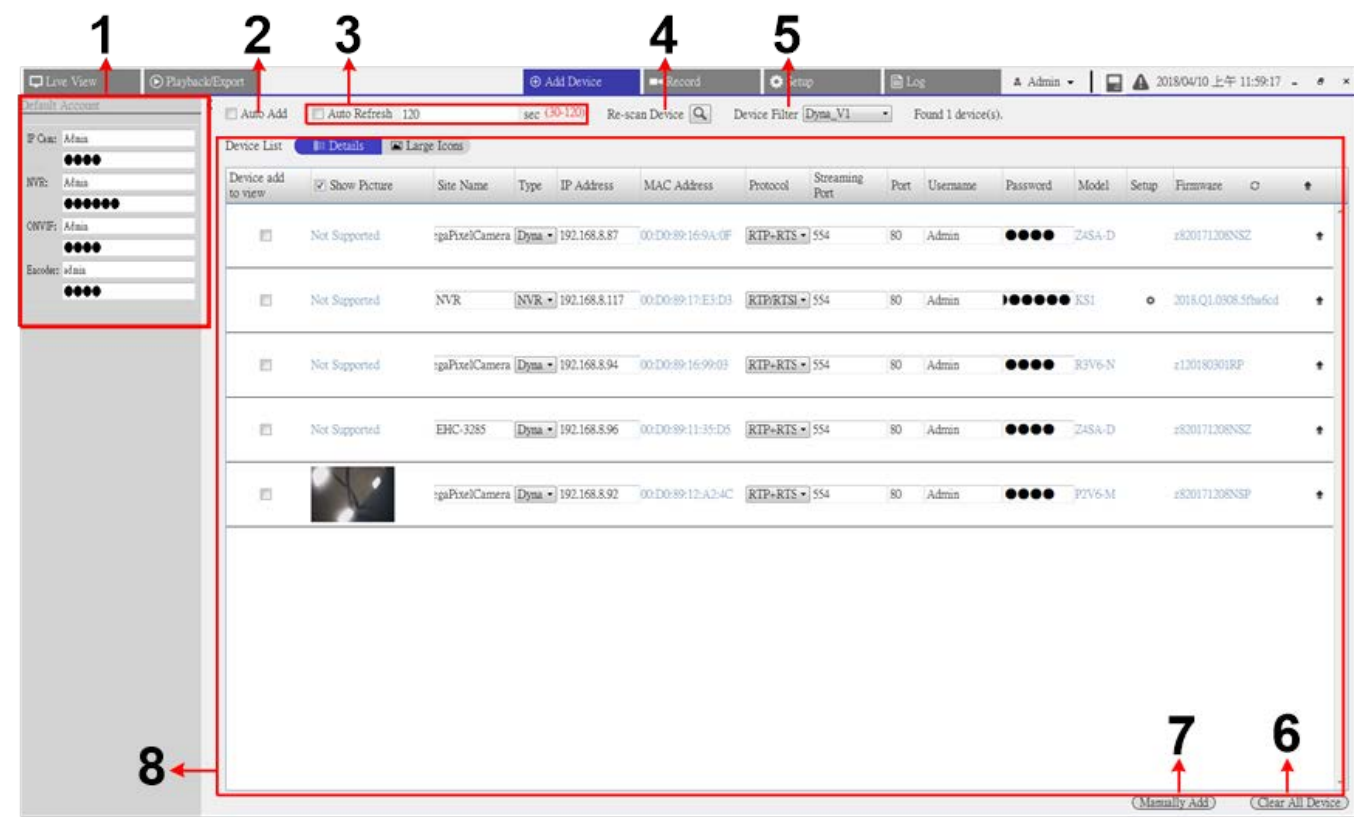 1 2 3 4 5
Live View Playback/Export Add Device Record Setup Log Admin 2018/04/10 上午 11:59:17
Default Account
Auto Add Auto Refresh 120 sec (30-120) Re-scan Device Device Filter Dyna_V1 Found 1 device(s).
IP Cam: Admin
NVR: Admin
ONVIF: Admin
Encoder: admin
Device List Details Large Icons
Device add to view Show Picture Site Name Type IP Address MAC Address Protocol Streaming Port Port Username Password Model Setup Firmware
Not Supported egaPixelCamera Dyna 192.168.8.87 00:D0:89:16:9A:0F RTP+RTS 554 80 Admin Z4SA-D z820171208NSZ
Not Supported NVR NVR 192.168.8.117 00:D0:89:17:E3:D3 RTP/RTSI 554 80 Admin KS1 2018.Q1.0308.5fba6cd
Not Supported egaPixelCamera Dyna 192.168.8.94 00:D0:89:16:99:03 RTP+RTS 554 80 Admin R3V6-N z120180301RP
Not Supported EHC-3285 Dyna 192.168.8.96 00:D0:89:11:35:D5 RTP+RTS 554 80 Admin Z4SA-D z820171208NSZ
egaPixelCamera Dyna 192.168.8.92 00:D0:89:12:A2:4C RTP+RTS 554 80 Admin P2V6-M z820171208NSP
7 6
8
Manually Add Clear All Device